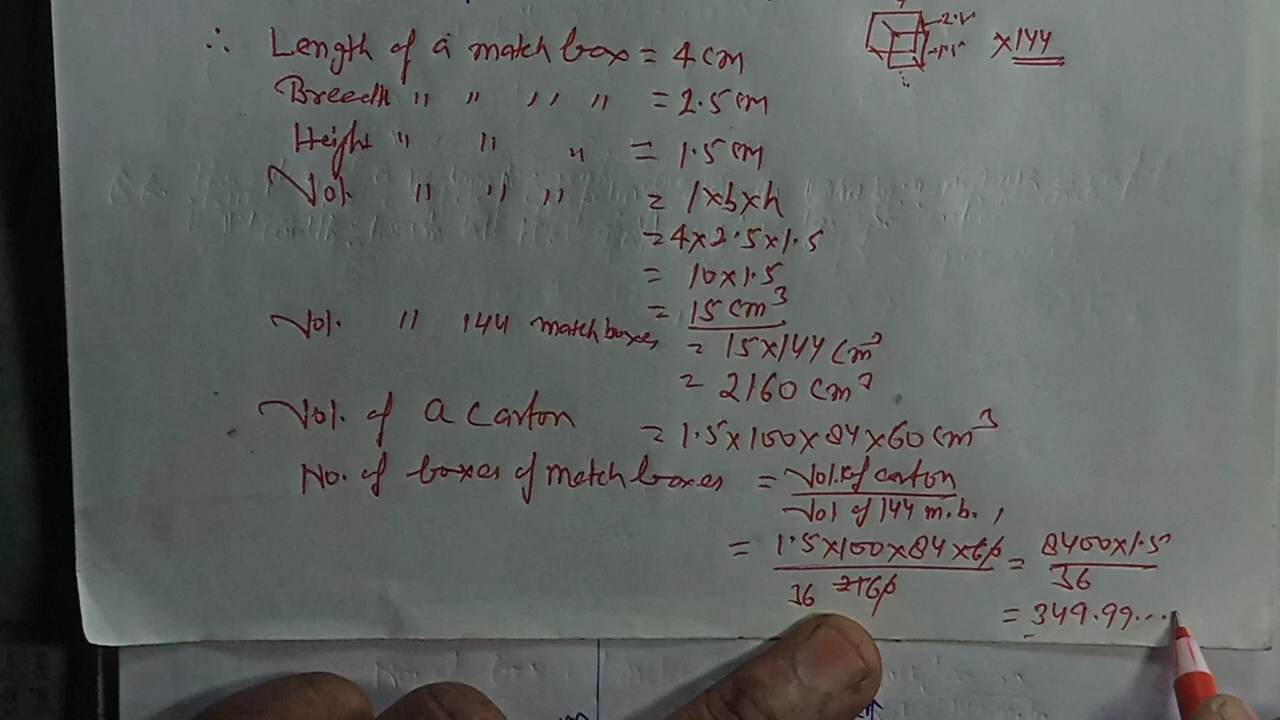 ∴ Length of a match box = 4 cm
Breadth " " " " = 2.5 cm
Height " " " = 1.5 cm
Vol. " " " = l×b×h
= 4×2.5×1.5
= 10×1.5
= 15 cm³
Vol. " 144 match boxes = 15×144 cm³
= 2160 cm³
Vol. of a carton = 1.5×100×84×60 cm³
No. of boxes of match boxes = Vol. of carton / Vol of 144 m.b.
= 1.5×100×84×60 / 36 2160 = 8400×1.5 / 36
= 349.99....
×144